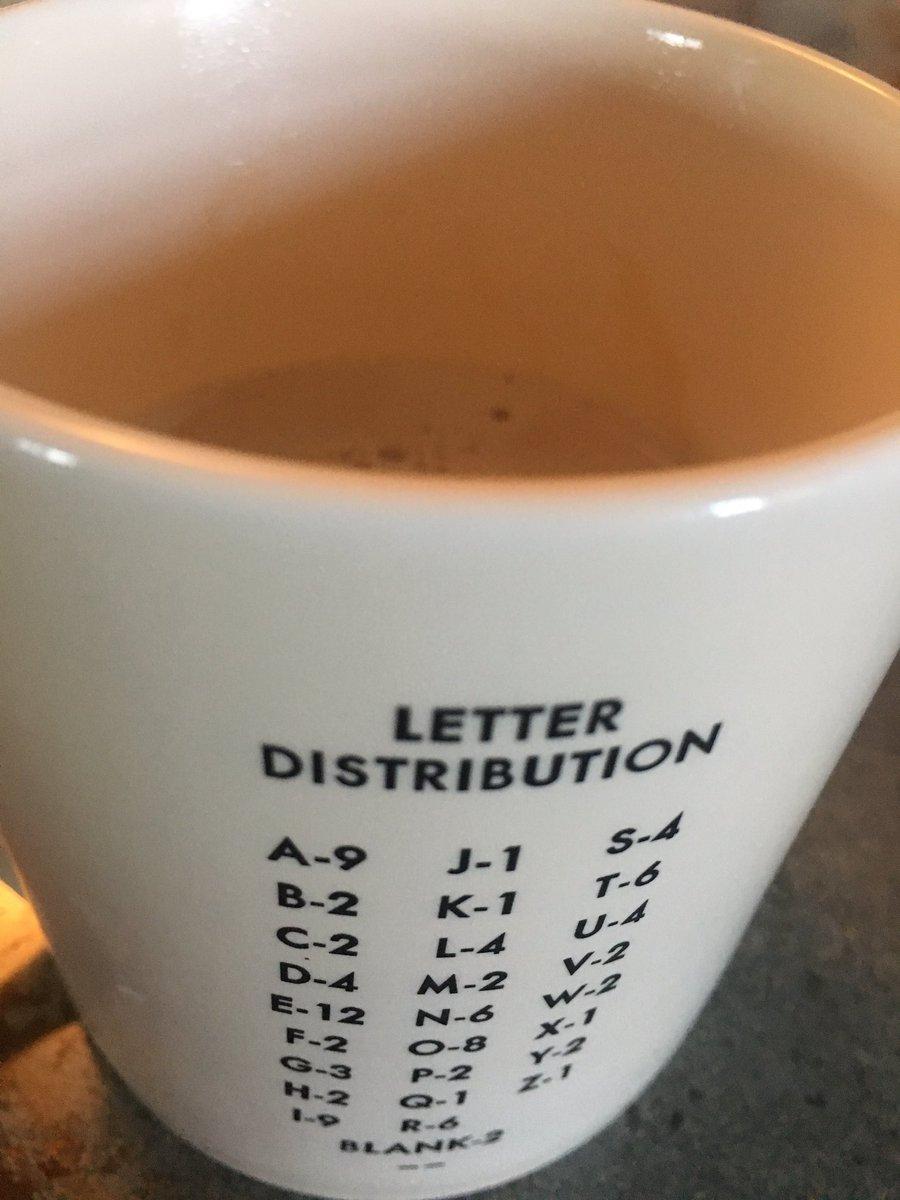 LETTER
DISTRIBUTION
A-9 J-1 S-4
B-2 K-1 T-6
C-2 L-4 U-4
D-4 M-2 V-2
E-12 N-6 W-2
F-2 O-8 X-1
G-3 P-2 Y-2
H-2 Q-1 Z-1
I-9 R-6
BLANK-2